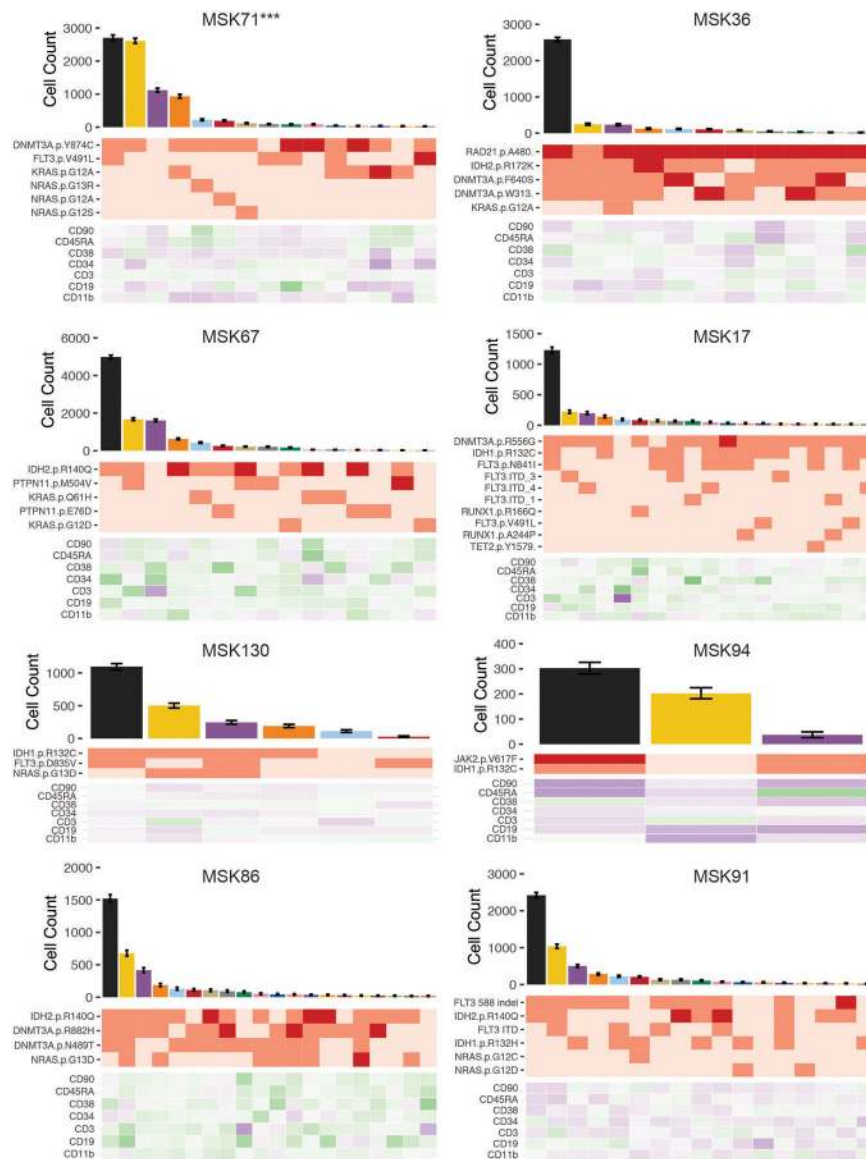 MSK71***
Cell Count
3000
2000
1000
0
DNMT3A.p.Y874C
FLT3.p.V491L
KRAS.p.G12A
NRAS.p.G13R
NRAS.p.G12A
NRAS.p.G12S
CD90
CD45RA
CD38
CD34
CD3
CD19
CD11b
MSK36
Cell Count
3000
2000
1000
0
RAD21.p.A480.
IDH2.p.R172K
DNMT3A.p.F640S
DNMT3A.p.W313.
KRAS.p.G12A
CD90
CD45RA
CD38
CD34
CD3
CD19
CD11b
MSK67
Cell Count
6000
4000
2000
0
IDH2.p.R140Q
PTPN11.p.M504V
KRAS.p.Q61H
PTPN11.p.E76D
KRAS.p.G12D
CD90
CD45RA
CD38
CD34
CD3
CD19
CD11b
MSK17
Cell Count
1500
1000
500
0
DNMT3A.p.R556G
IDH1.p.R132C
FLT3.p.N841I
FLT3.ITD_3
FLT3.ITD_4
FLT3.ITD_1
RUNX1.p.R166Q
FLT3.p.V491L
RUNX1.p.A244P
TET2.p.Y1579.
CD90
CD45RA
CD38
CD34
CD3
CD19
CD11b
MSK130
Cell Count
1000
500
0
IDH1.p.R132C
FLT3.p.D835V
NRAS.p.G13D
CD90
CD45RA
CD38
CD34
CD3
CD19
CD11b
MSK94
Cell Count
400
300
200
100
0
JAK2.p.V617F
IDH1.p.R132C
CD90
CD45RA
CD38
CD34
CD3
CD19
CD11b
MSK86
Cell Count
2000
1500
1000
500
0
IDH2.p.R140Q
DNMT3A.p.R882H
DNMT3A.p.N489T
NRAS.p.G13D
CD90
CD45RA
CD38
CD34
CD3
CD19
CD11b
MSK91
Cell Count
3000
2000
1000
0
FLT3 588 indel
IDH2.p.R140Q
FLT3 ITD
IDH1.p.R132H
NRAS.p.G12C
NRAS.p.G12D
CD90
CD45RA
CD38
CD34
CD3
CD19
CD11b